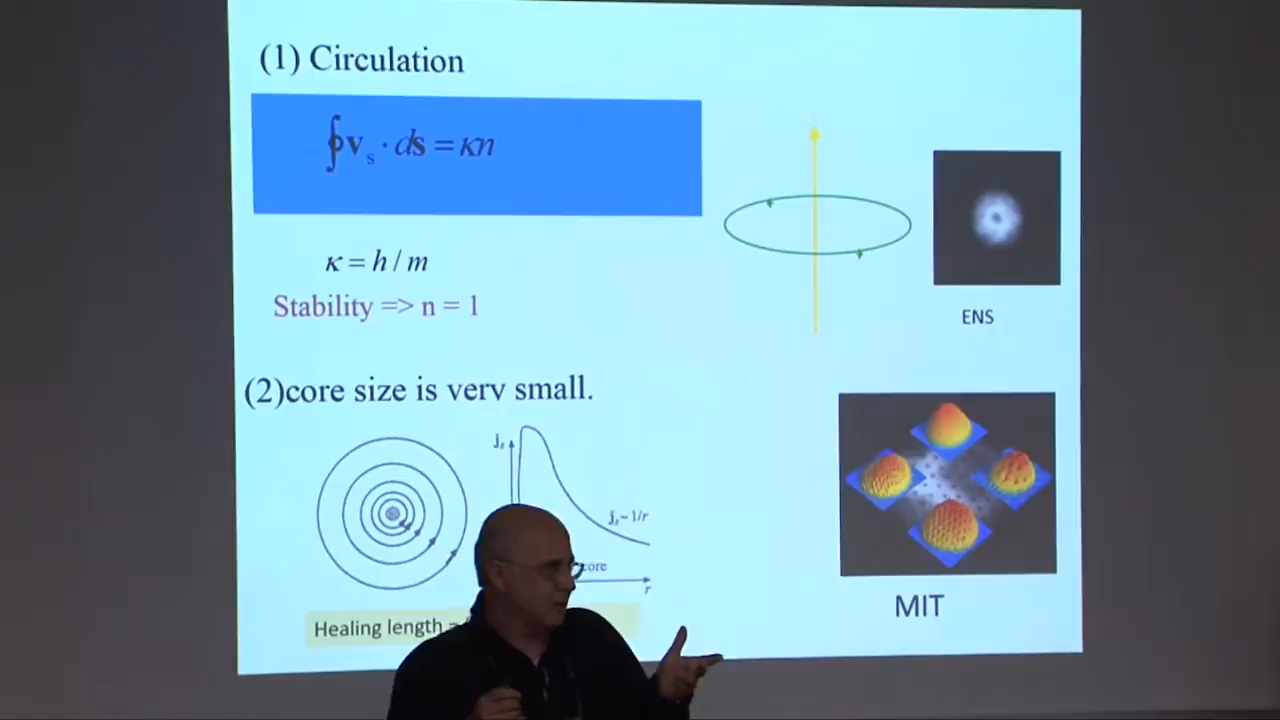 (1) Circulation
∮v_s · ds = κn
κ = h / m
Stability => n = 1
ENS
(2)core size is very small.
j_s
j_s ~ 1/r
core
r
Healing length =
MIT